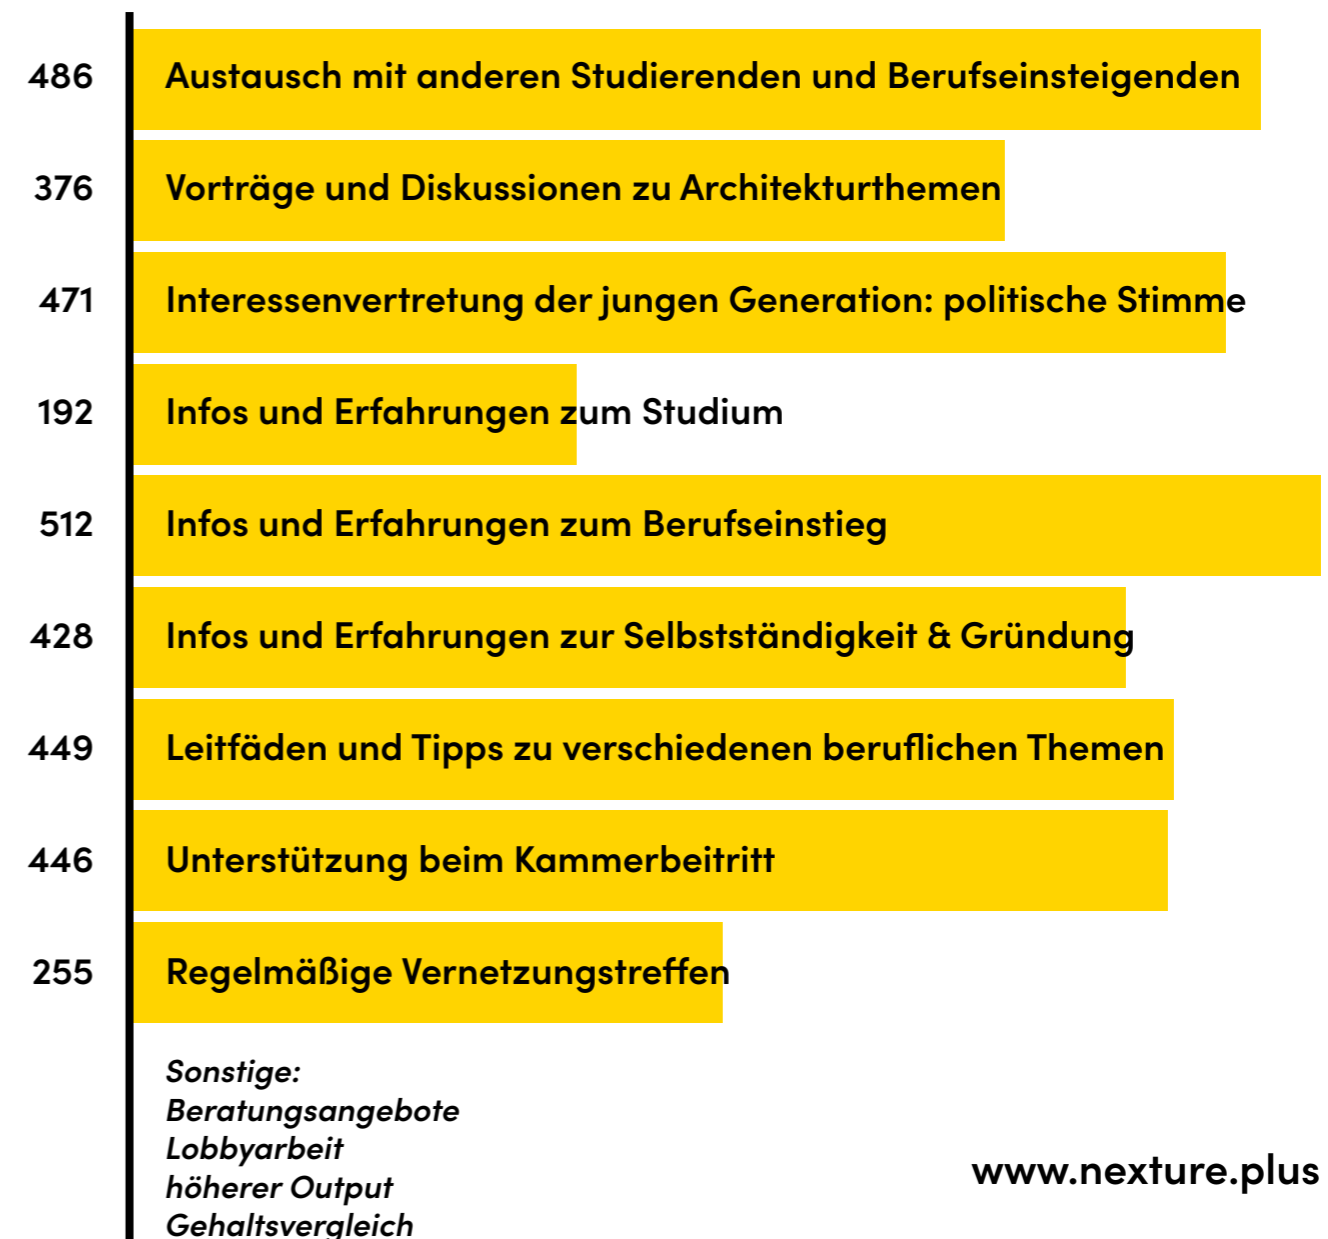 486 Austausch mit anderen Studierenden und Berufseinsteigenden
376 Vorträge und Diskussionen zu Architekturthemen
471 Interessenvertretung der jungen Generation: politische Stimme
192 Infos und Erfahrungen zum Studium
512 Infos und Erfahrungen zum Berufseinstieg
428 Infos und Erfahrungen zur Selbstständigkeit & Gründung
449 Leitfäden und Tipps zu verschiedenen beruflichen Themen
446 Unterstützung beim Kammerbeitritt
255 Regelmäßige Vernetzungstreffen
Sonstige:
Beratungsangebote
Lobbyarbeit
höherer Output
Gehaltsvergleich
www.nexture.plus